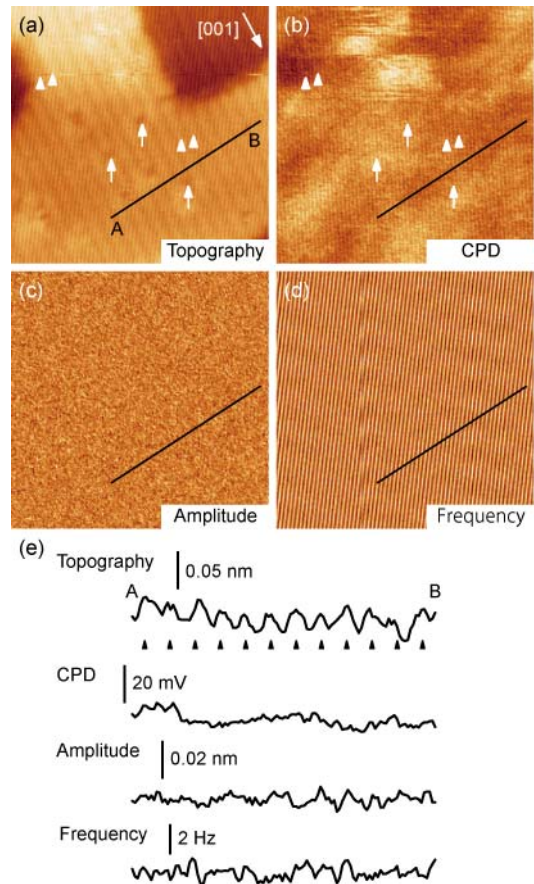 (a)
[001]
A
B
Topography
(b)
CPD
(c)
Amplitude
(d)
Frequency
(e)
Topography
0.05 nm
A
B
CPD
20 mV
Amplitude
0.02 nm
Frequency
2 Hz